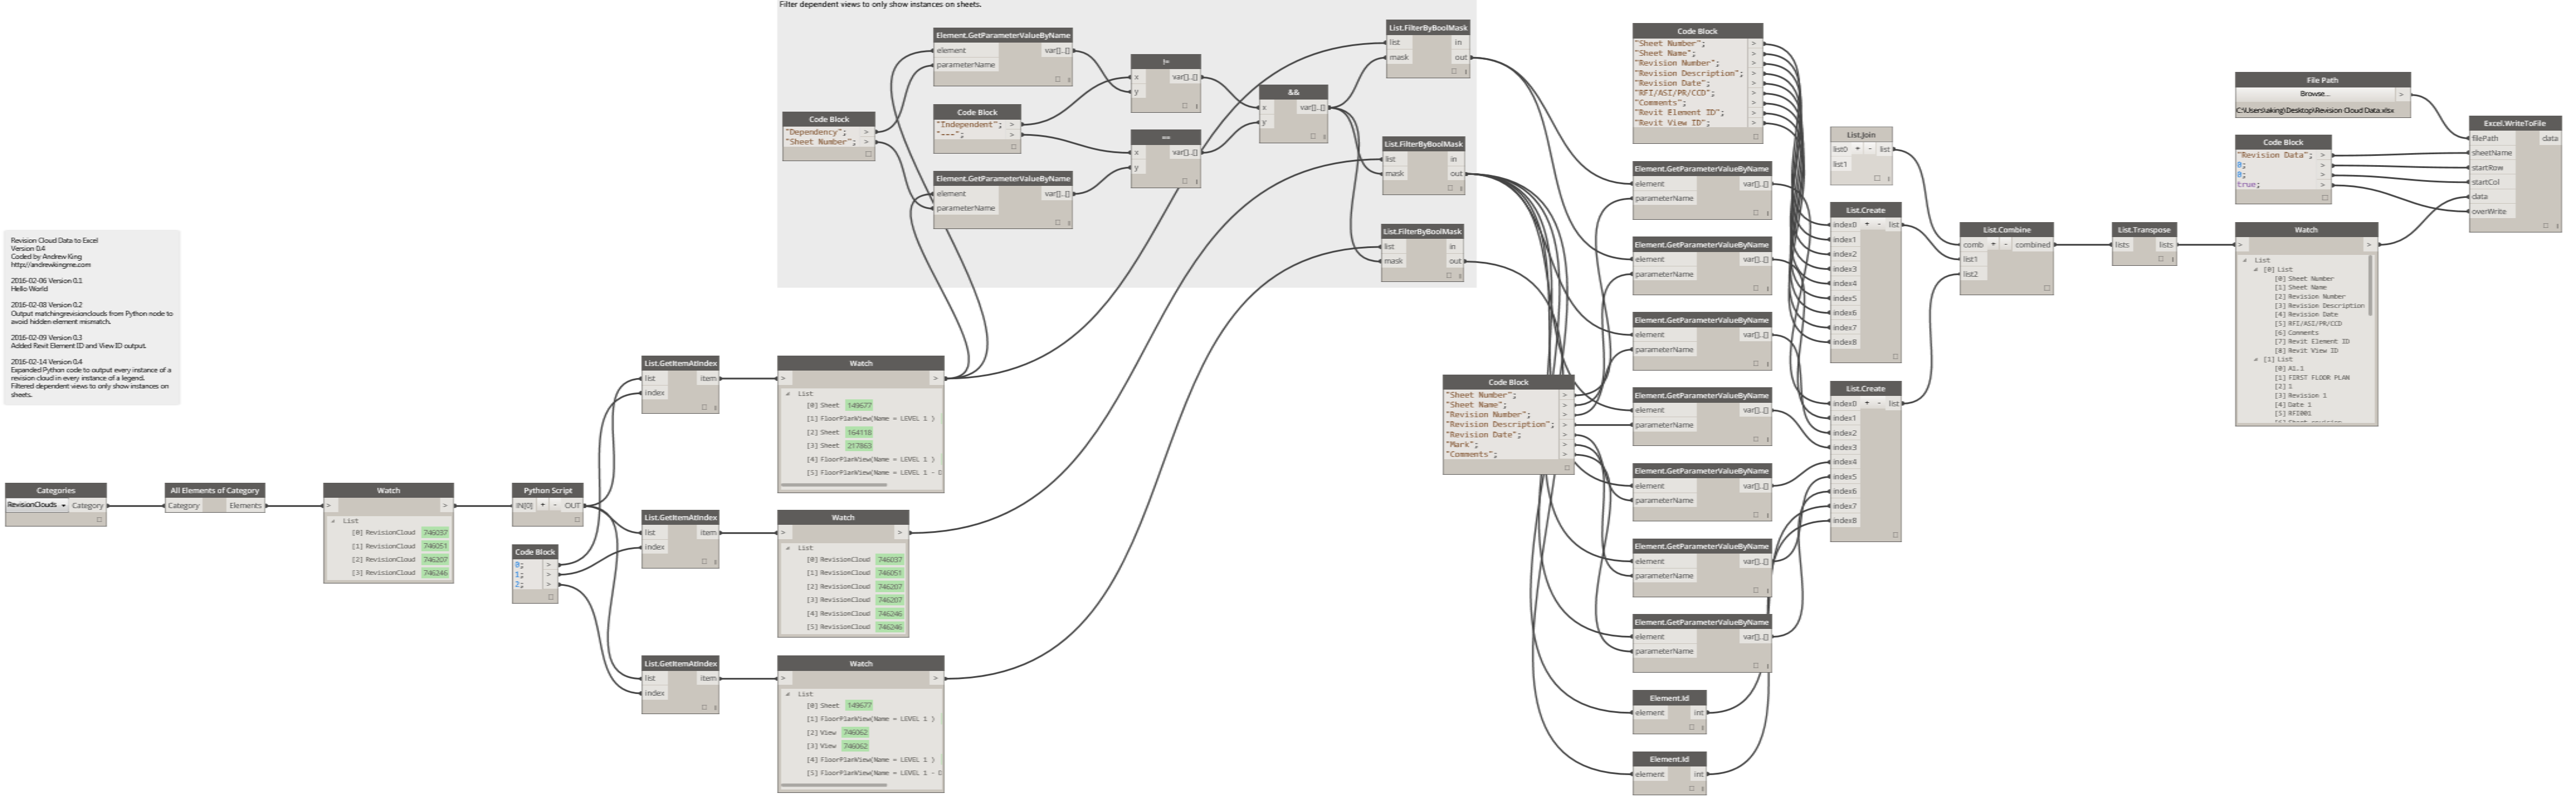 Filter dependent views to only show instances on sheets.
Revision Cloud Data to Excel
Version 0.4
Coded by Andrew King
http://andrewkingme.com
2016-02-06 Version 0.1
Hello World
2016-02-08 Version 0.2
Output matchingrevisionclouds from Python node to
avoid hidden element mismatch.
2016-02-09 Version 0.3
Added Revit Element ID and View ID output.
2016-02-14 Version 0.4
Expanded Python code to output every instance of a
revision cloud in every instance of a legend.
Filtered dependent views to only show instances on
sheets.
Categories
RevisionClouds Category
All Elements of Category
Category Elements
Watch
> >
List
[0] RevisionCloud 746037
[1] RevisionCloud 746051
[2] RevisionCloud 746207
[3] RevisionCloud 746246
Python Script
IN[0] + - OUT
Code Block
0; >
1; >
2; >
List.GetItemAtIndex
list item
index
List.GetItemAtIndex
list item
index
List.GetItemAtIndex
list item
index
Watch
> >
List
[0] Sheet 149677
[1] FloorPlanView(Name = LEVEL 1 )
[2] Sheet 164118
[3] Sheet 217863
[4] FloorPlanView(Name = LEVEL 1 )
[5] FloorPlanView(Name = LEVEL 1 - D
Watch
> >
List
[0] RevisionCloud 746037
[1] RevisionCloud 746051
[2] RevisionCloud 746207
[3] RevisionCloud 746207
[4] RevisionCloud 746246
[5] RevisionCloud 746246
Watch
> >
List
[0] Sheet 149677
[1] FloorPlanView(Name = LEVEL 1 )
[2] View 746062
[3] View 746062
[4] FloorPlanView(Name = LEVEL 1 )
[5] FloorPlanView(Name = LEVEL 1 - D
Code Block
"Dependency"; >
"Sheet Number"; >
Element.GetParameterValueByName
element var[]..[]
parameterName
Code Block
"Independent"; >
"---"; >
Element.GetParameterValueByName
element var[]..[]
parameterName
!=
x var[]..[]
y
==
x var[]..[]
y
&&
x var[]..[]
y
List.FilterByBoolMask
list in
mask out
List.FilterByBoolMask
list in
mask out
List.FilterByBoolMask
list in
mask out
Code Block
"Sheet Number"; >
"Sheet Name"; >
"Revision Number"; >
"Revision Description"; >
"Revision Date"; >
"Mark"; >
"Comments"; >
Code Block
"Sheet Number"; >
"Sheet Name"; >
"Revision Number"; >
"Revision Description"; >
"Revision Date"; >
"RFI/ASI/PR/CCD"; >
"Comments"; >
"Revit Element ID"; >
"Revit View ID"; >
Element.GetParameterValueByName
element var[]..[]
parameterName
Element.GetParameterValueByName
element var[]..[]
parameterName
Element.GetParameterValueByName
element var[]..[]
parameterName
Element.GetParameterValueByName
element var[]..[]
parameterName
Element.GetParameterValueByName
element var[]..[]
parameterName
Element.GetParameterValueByName
element var[]..[]
parameterName
Element.GetParameterValueByName
element var[]..[]
parameterName
Element.Id
element int
Element.Id
element int
List.Join
list0 + - list
list1
List.Create
index0 + - list
index1
index2
index3
index4
index5
index6
index7
index8
List.Create
index0 + - list
index1
index2
index3
index4
index5
index6
index7
index8
List.Combine
comb + - combined
list1
list2
List.Transpose
lists lists
File Path
Browse... >
C:\Users\aking\Desktop\Revision Cloud Data.xlsx
Code Block
"Revision Data"; >
0; >
0; >
true; >
Watch
> >
List
[0] List
[0] Sheet Number
[1] Sheet Name
[2] Revision Number
[3] Revision Description
[4] Revision Date
[5] RFI/ASI/PR/CCD
[6] Comments
[7] Revit Element ID
[8] Revit View ID
[1] List
[0] A1.1
[1] FIRST FLOOR PLAN
[2] 1
[3] Revision 1
[4] Date 1
[5] RFI001
Excel.WriteToFile
filePath data
sheetName
startRow
startCol
data
overWrite